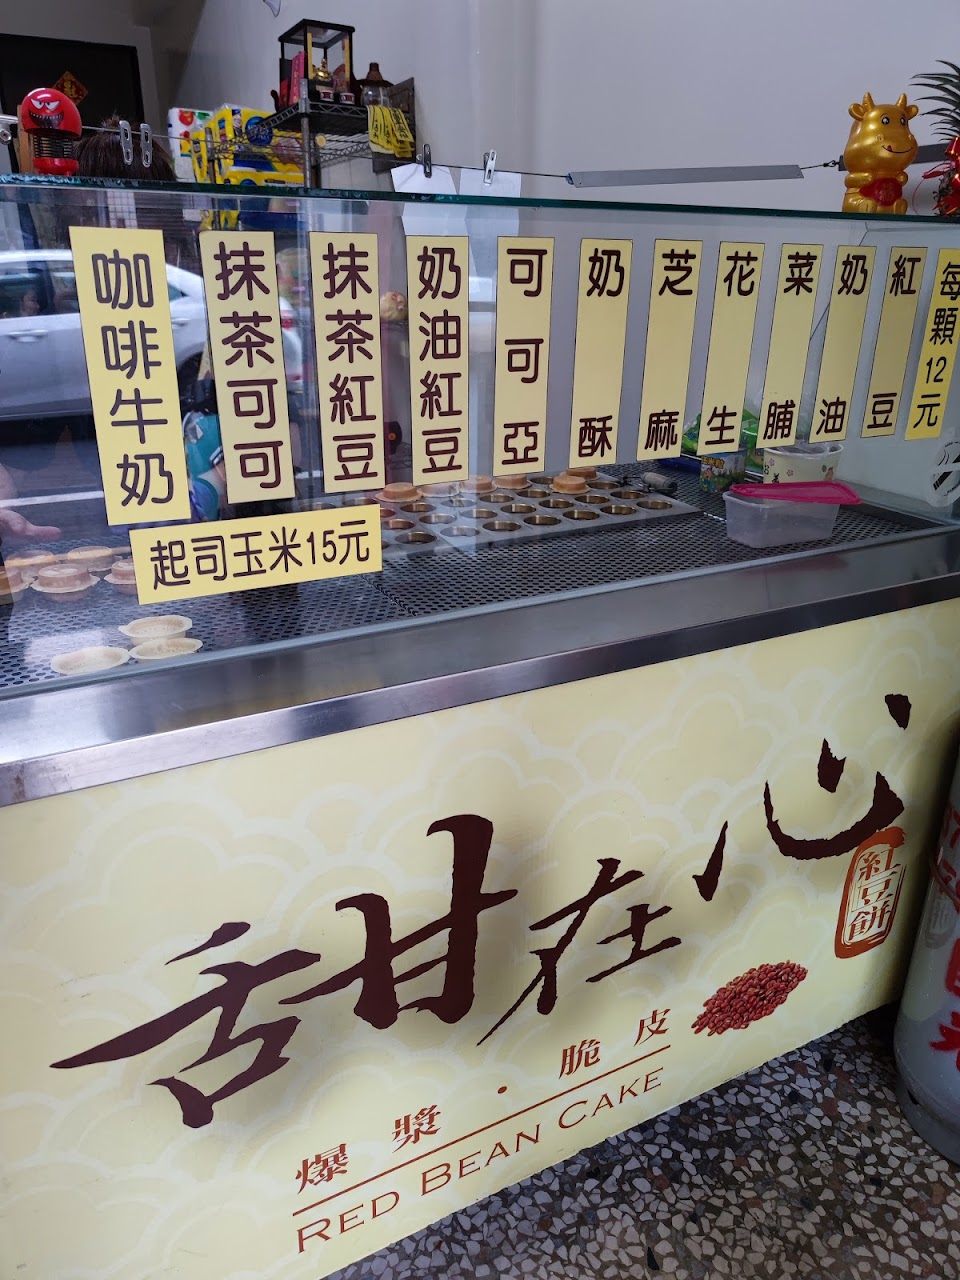 每顆12元
紅豆
奶油
菜脯
花生
芝麻
奶酥
可可亞
奶油紅豆
抹茶紅豆
抹茶可可
咖啡牛奶
起司玉米15元
甜在心
紅豆餅
爆漿・脆皮
RED BEAN CAKE